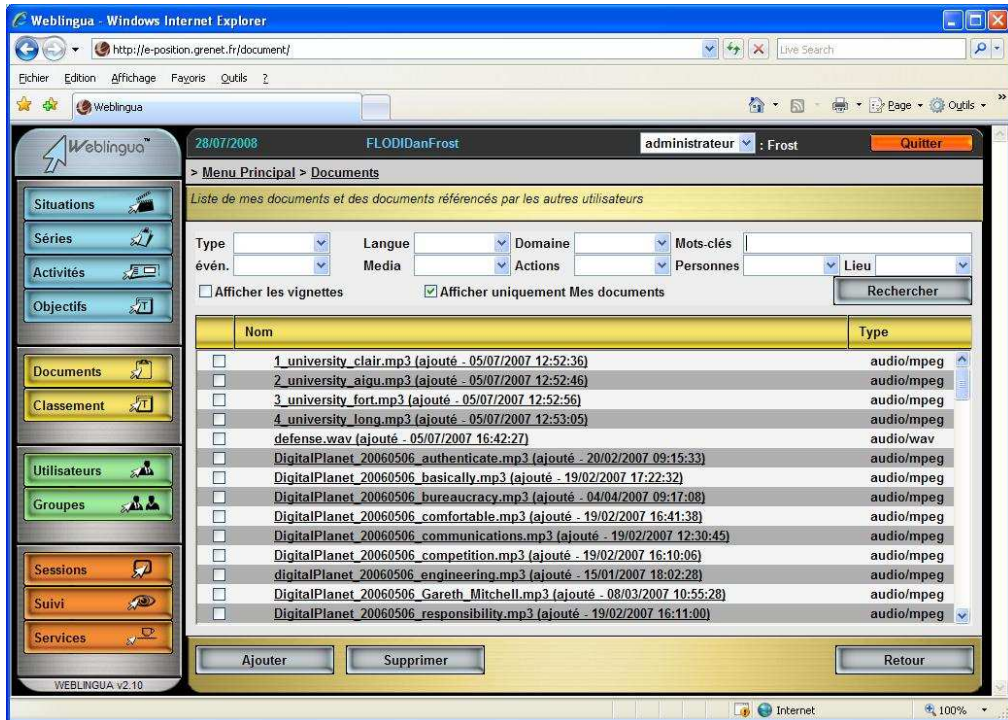 Weblingua - Windows Internet Explorer
http://e-position.grenet.fr/document/
Live Search
Fichier Edition Affichage Favoris Outils ?
Weblingua
Page Outils »
Weblingua™
28/07/2008 FLODIDanFrost administrateur : Frost Quitter
> Menu Principal > Documents
Liste de mes documents et des documents référencés par les autres utilisateurs
Situations
Séries
Activités
Objectifs
Documents
Classement
Utilisateurs
Groupes
Sessions
Suivi
Services
WEBLINGUA v2.10
Type Langue Domaine Mots-clés
évén. Media Actions Personnes Lieu
Afficher les vignettes Afficher uniquement Mes documents Rechercher
Nom Type
1_university_clair.mp3 (ajouté - 05/07/2007 12:52:36) audio/mpeg
2_university_aigu.mp3 (ajouté - 05/07/2007 12:52:46) audio/mpeg
3_university_fort.mp3 (ajouté - 05/07/2007 12:52:56) audio/mpeg
4_university_long.mp3 (ajouté - 05/07/2007 12:53:05) audio/mpeg
defense.wav (ajouté - 05/07/2007 16:42:27) audio/wav
DigitalPlanet_20060506_authenticate.mp3 (ajouté - 20/02/2007 09:15:33) audio/mpeg
DigitalPlanet_20060506_basically.mp3 (ajouté - 19/02/2007 17:22:32) audio/mpeg
DigitalPlanet_20060506_bureaucracy.mp3 (ajouté - 04/04/2007 09:17:08) audio/mpeg
DigitalPlanet_20060506_comfortable.mp3 (ajouté - 19/02/2007 16:41:38) audio/mpeg
DigitalPlanet_20060506_communications.mp3 (ajouté - 19/02/2007 12:30:45) audio/mpeg
DigitalPlanet_20060506_competition.mp3 (ajouté - 19/02/2007 16:10:06) audio/mpeg
digitalPlanet_20060506_engineering.mp3 (ajouté - 15/01/2007 18:02:28) audio/mpeg
DigitalPlanet_20060506_Gareth_Mitchell.mp3 (ajouté - 08/03/2007 10:55:28) audio/mpeg
DigitalPlanet_20060506_responsibility.mp3 (ajouté - 19/02/2007 16:11:00) audio/mpeg
Ajouter Supprimer Retour
Internet 100%